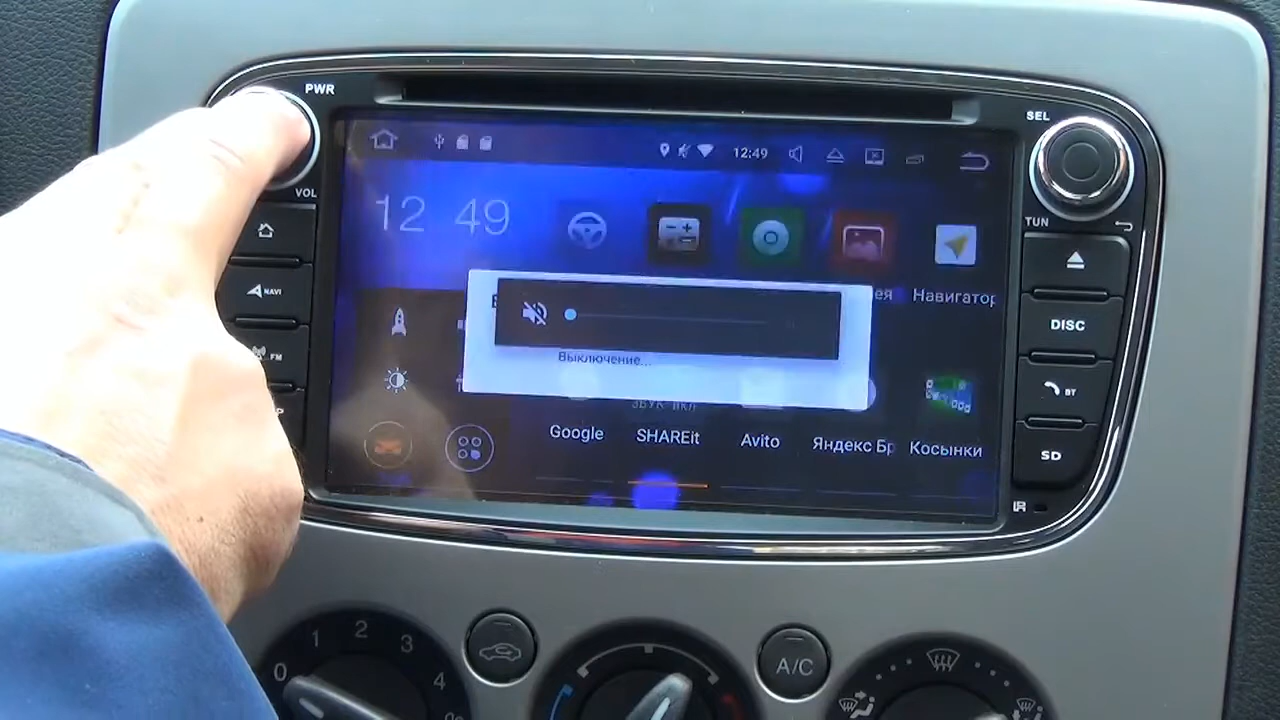 PWR
VOL
NAVI
FM
12:49
12 49
Навигатор
Выключение...
Google
SHAREit
Avito
Яндекс Бр
Косынки
SEL
TUN
DISC
BT
SD
IR
0 1 2 3 4
A/C